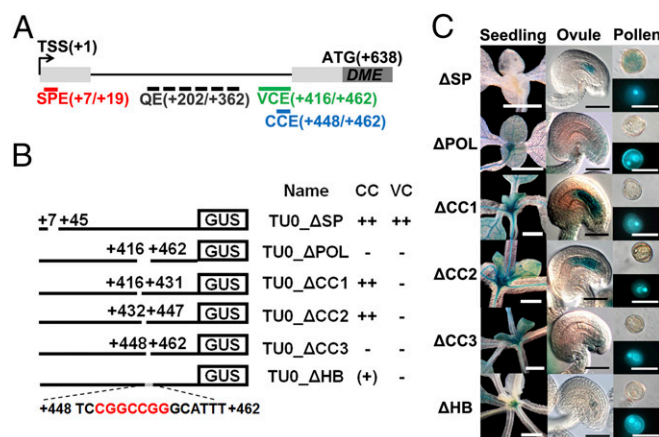 A
TSS(+1)
ATG(+638)
DME
SPE(+7/+19)
QE(+202/+362)
VCE(+416/+462)
CCE(+448/+462)
B
Name CC VC
+7 +45 GUS TU0_ΔSP ++ ++
+416 +462 GUS TU0_ΔPOL - -
+416 +431 GUS TU0_ΔCC1 ++ -
+432 +447 GUS TU0_ΔCC2 ++ -
+448 +462 GUS TU0_ΔCC3 - -
GUS TU0_ΔHB (+) -
+448 TCCGGCCGGGCATTT +462
C
Seedling Ovule Pollen
ΔSP
ΔPOL
ΔCC1
ΔCC2
ΔCC3
ΔHB